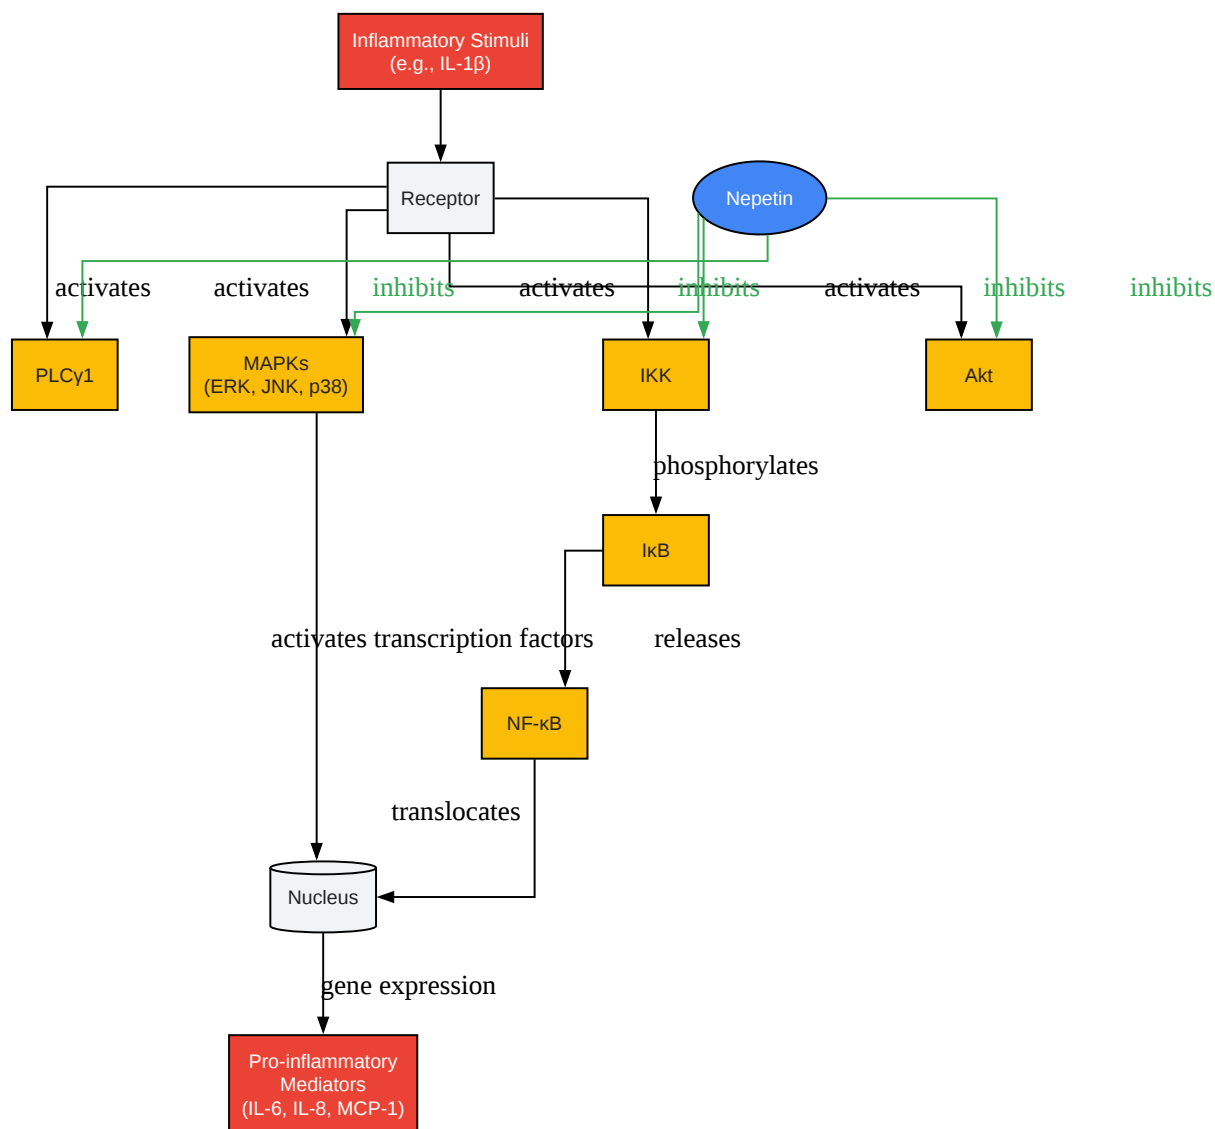 Inflammatory Stimuli
(e.g., IL-1β)
Receptor
Nepetin
activates
activates
inhibits
activates
inhibits
activates
inhibits
inhibits
PLCγ1
MAPKs
(ERK, JNK, p38)
IKK
Akt
phosphorylates
IκB
activates transcription factors
releases
NF-κB
translocates
Nucleus
gene expression
Pro-inflammatory
Mediators
(IL-6, IL-8, MCP-1)